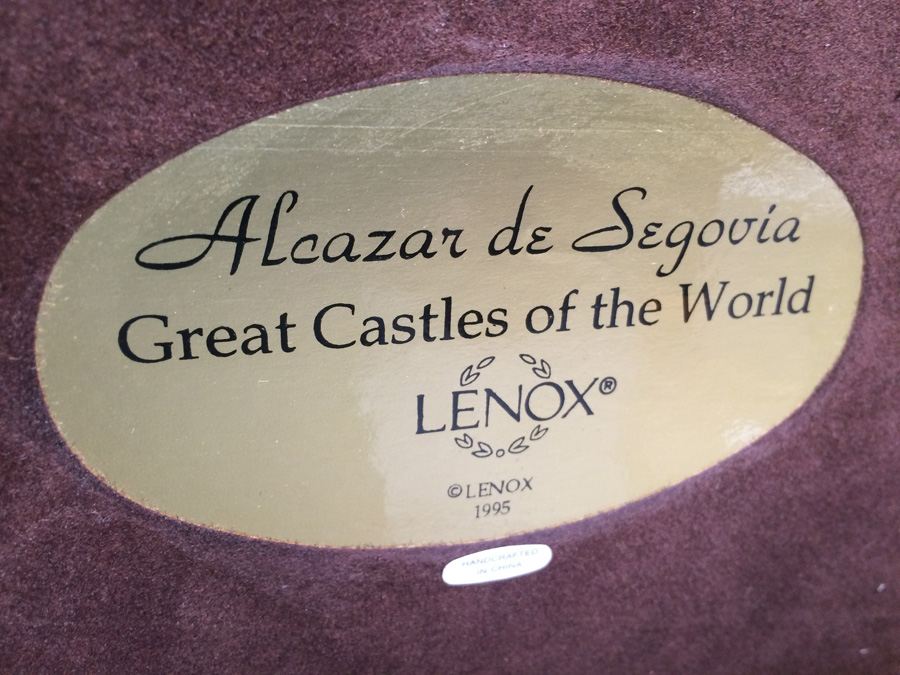 Alcazar de Segovia
Great Castles of the World
LENOX®
©LENOX
1995
HANDCRAFTED
IN CHINA